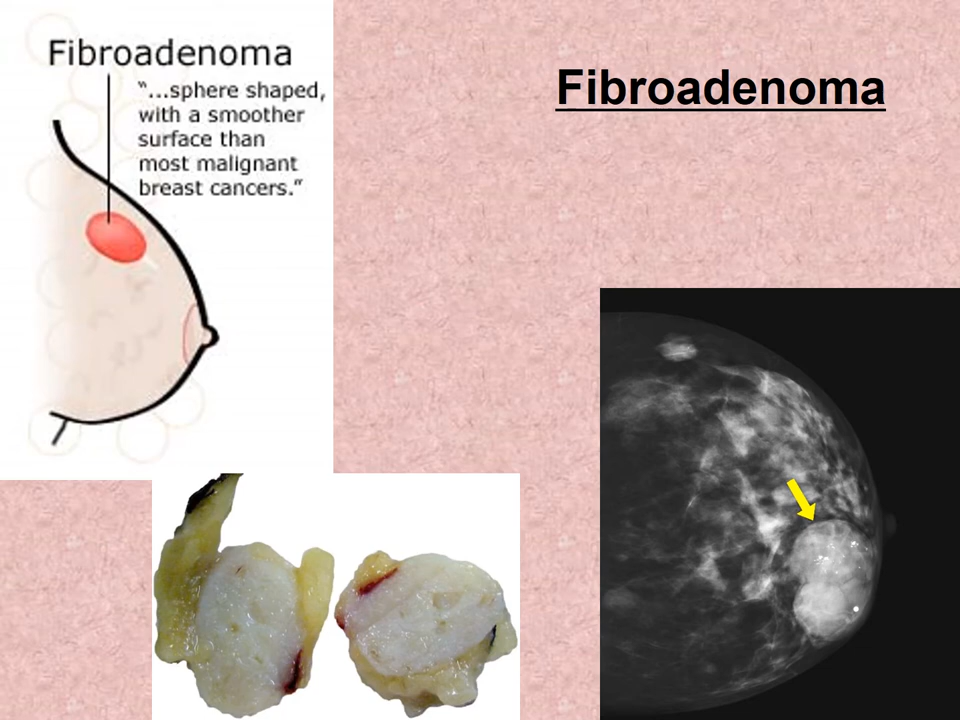 Fibroadenoma
"...sphere shaped,
with a smoother
surface than
most malignant
breast cancers."
Fibroadenoma